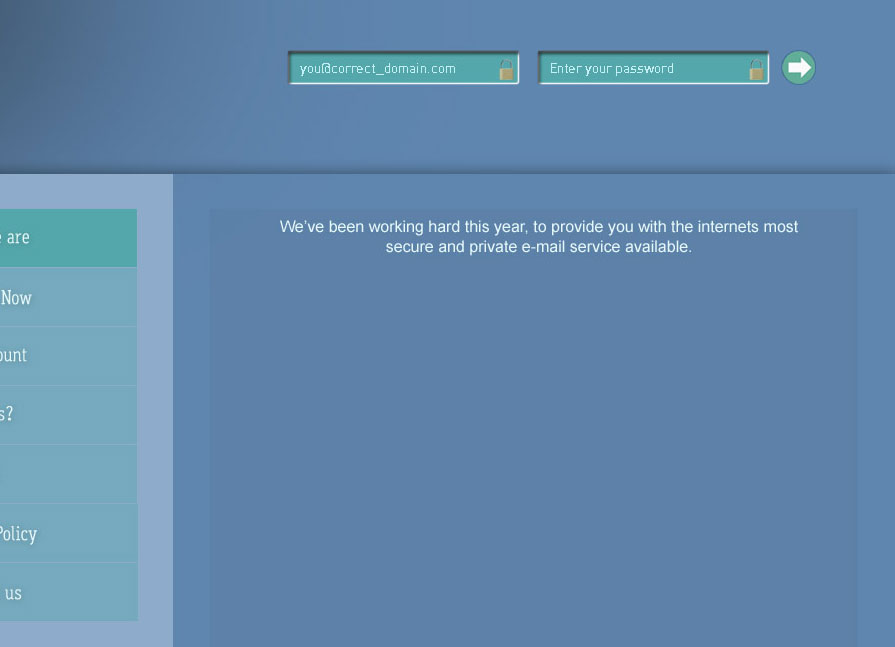 you@correct_domain.com
Enter your password
are
Now
s?
Policy
us
We've been working hard this year, to provide you with the internets most
secure and private e-mail service available.